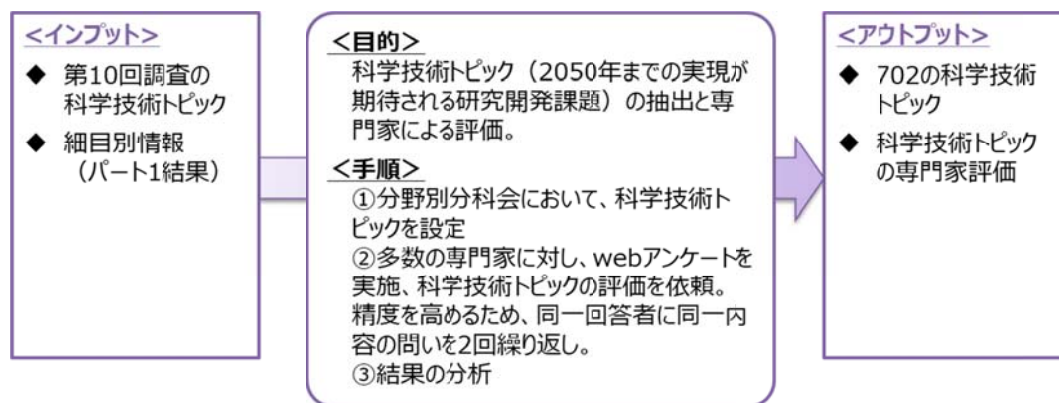 <インプット>
◆ 第10回調査の
科学技術トピック
◆ 細目別情報
（パート1結果）
<目的>
科学技術トピック（2050年までの実現が
期待される研究開発課題）の抽出と専
門家による評価。
<手順>
①分野別分科会において、科学技術ト
ピックを設定
②多数の専門家に対し、webアンケートを
実施、科学技術トピックの評価を依頼。
精度を高めるため、同一回答者に同一内
容の問いを2回繰り返し。
③結果の分析
<アウトプット>
◆ 702の科学技術
トピック
◆ 科学技術トピック
の専門家評価